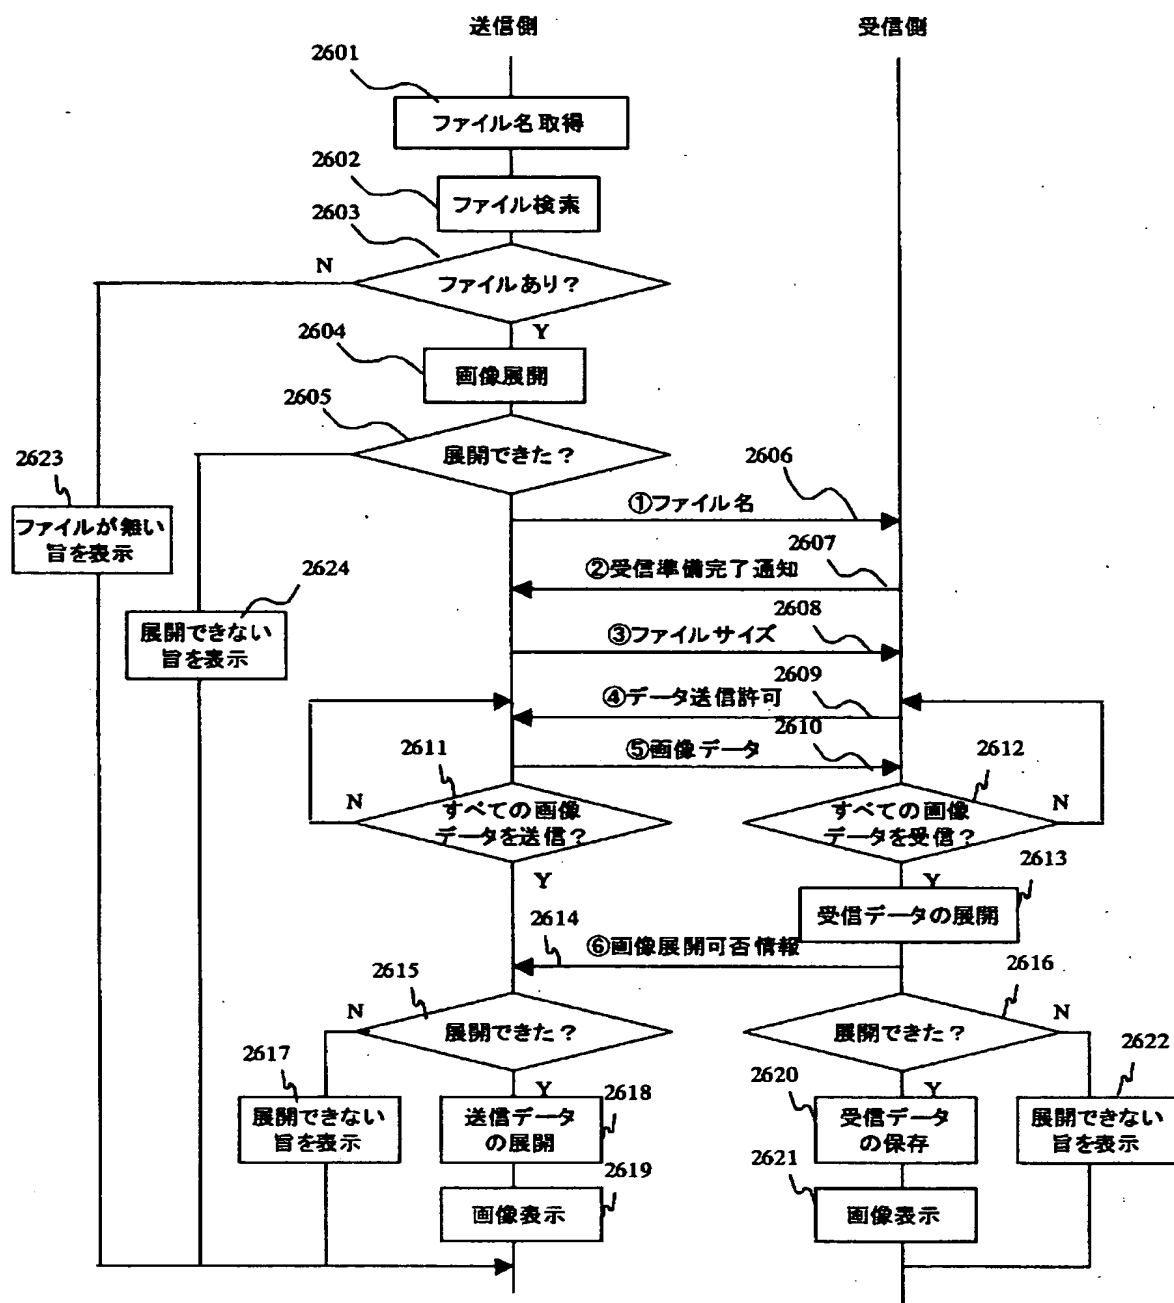 送信側
受信側
2601
ファイル名取得
2602
ファイル検索
2603
N
ファイルあり？
Y
2604
画像展開
2605
展開できた？
2623
ファイルが無い
旨を表示
2606
①ファイル名
2607
②受信準備完了通知
2624
展開できない
旨を表示
2608
③ファイルサイズ
2609
④データ送信許可
2610
⑤画像データ
2611
N
すべての画像
データを送信？
Y
2612
すべての画像
データを受信？
N
Y
2613
受信データの展開
2614
⑥画像展開可否情報
2615
N
展開できた？
Y
2616
展開できた？
N
Y
2617
展開できない
旨を表示
2618
送信データ
の展開
2619
画像表示
2620
受信データ
の保存
2621
画像表示
2622
展開できない
旨を表示